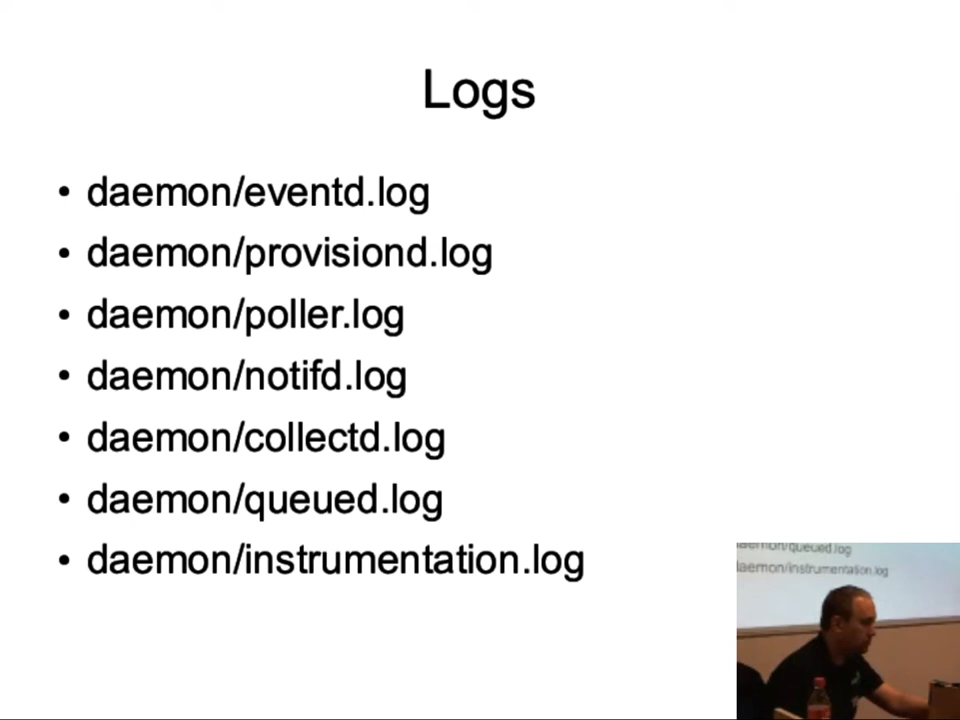 Logs
• daemon/eventd.log
• daemon/provisiond.log
• daemon/poller.log
• daemon/notifd.log
• daemon/collectd.log
• daemon/queued.log
• daemon/instrumentation.log
daemon/queued.log
daemon/instrumentation.log